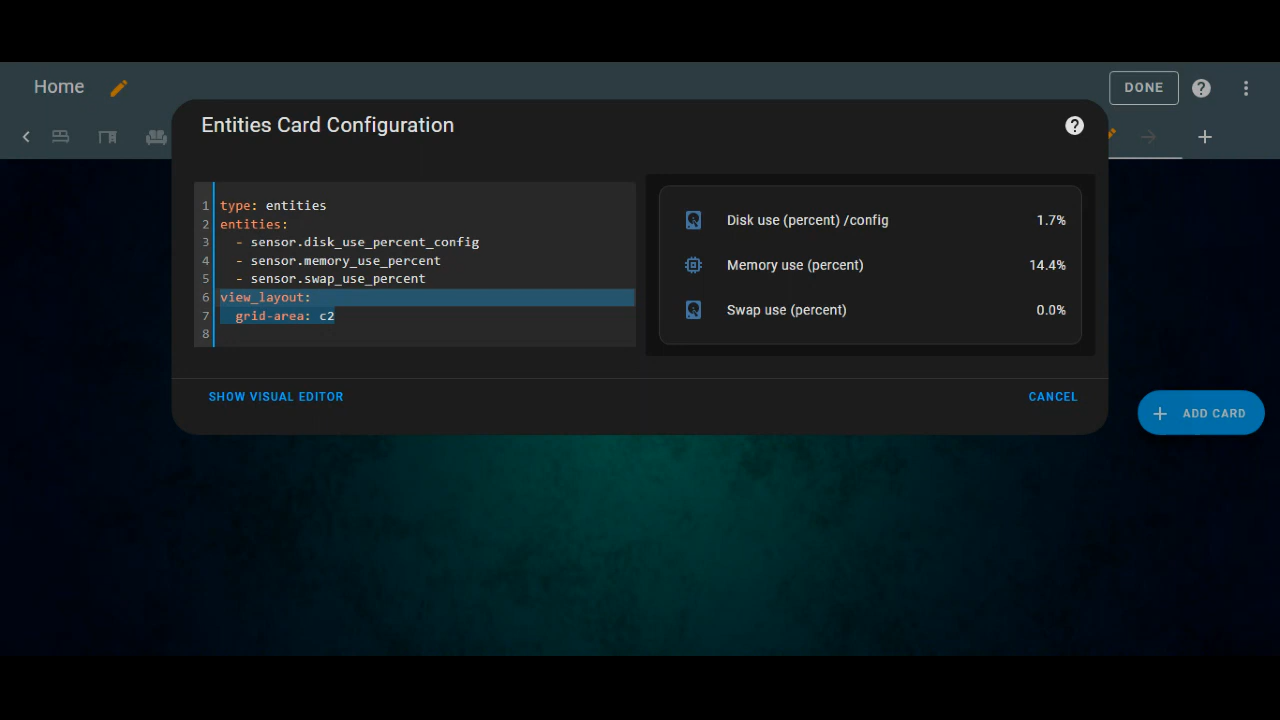 Home
DONE
Entities Card Configuration
1 type: entities
2 entities:
3   - sensor.disk_use_percent_config
4   - sensor.memory_use_percent
5   - sensor.swap_use_percent
6 view_layout:
7   grid-area: c2
8
Disk use (percent) /config 1.7%
Memory use (percent) 14.4%
Swap use (percent) 0.0%
SHOW VISUAL EDITOR
CANCEL
ADD CARD